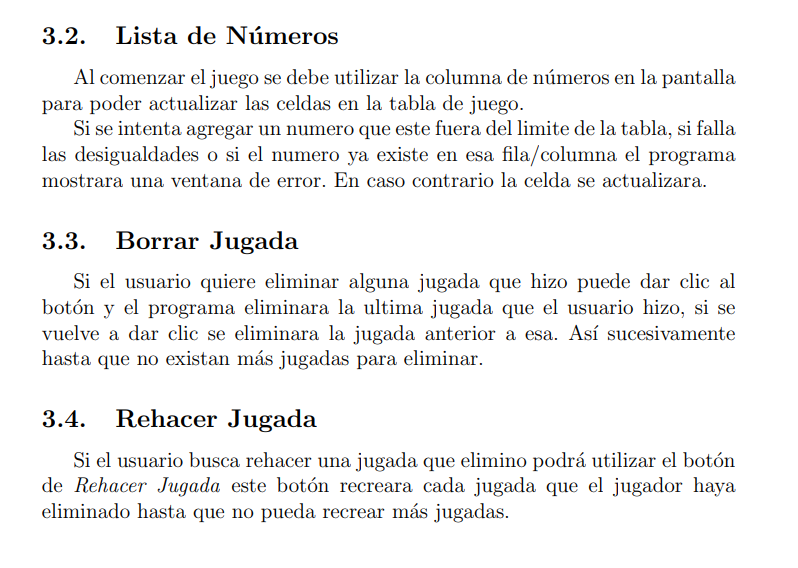 3.2. Lista de Números
Al comenzar el juego se debe utilizar la columna de números en la pantalla
para poder actualizar las celdas en la tabla de juego.
Si se intenta agregar un numero que este fuera del limite de la tabla, si falla
las desigualdades o si el numero ya existe en esa fila/columna el programa
mostrara una ventana de error. En caso contrario la celda se actualizara.
3.3. Borrar Jugada
Si el usuario quiere eliminar alguna jugada que hizo puede dar clic al
botón y el programa eliminara la ultima jugada que el usuario hizo, si se
vuelve a dar clic se eliminara la jugada anterior a esa. Así sucesivamente
hasta que no existan más jugadas para eliminar.
3.4. Rehacer Jugada
Si el usuario busca rehacer una jugada que elimino podrá utilizar el botón
de Rehacer Jugada este botón recreara cada jugada que el jugador haya
eliminado hasta que no pueda recrear más jugadas.